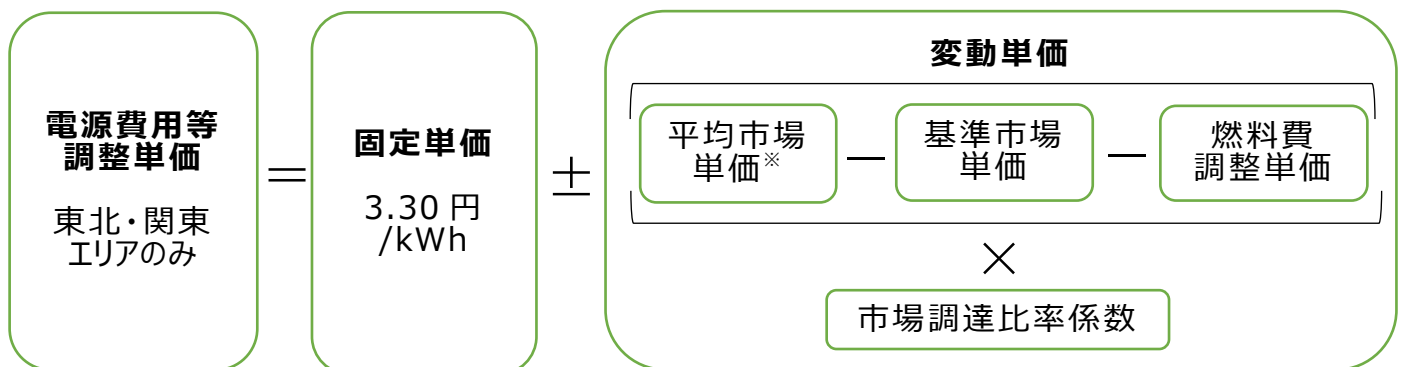 電源費用等
調整単価
東北・関東
エリアのみ
＝
固定単価
3.30 円
/kWh
±
変動単価
平均市場
単価※
－
基準市場
単価
－
燃料費
調整単価
×
市場調達比率係数